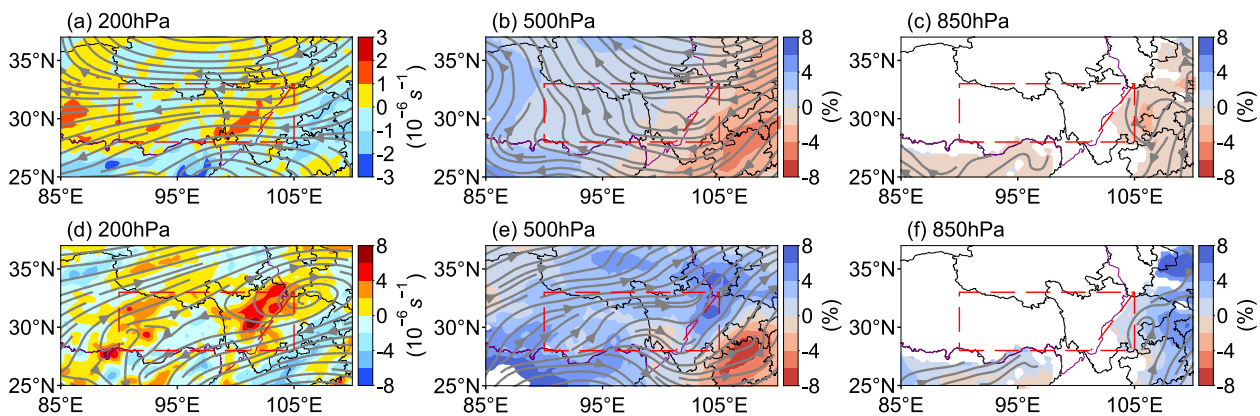 (a) 200hPa
(b) 500hPa
(c) 850hPa
35°N
30°N
25°N
85°E
95°E
105°E
3
2
1
0
-1
-2
-3
(10⁻⁶ s⁻¹)
35°N
30°N
25°N
85°E
95°E
105°E
8
4
0
-4
-8
(%)
35°N
30°N
25°N
85°E
95°E
105°E
8
4
0
-4
-8
(%)
(d) 200hPa
(e) 500hPa
(f) 850hPa
35°N
30°N
25°N
85°E
95°E
105°E
8
4
0
-4
-8
(10⁻⁶ s⁻¹)
35°N
30°N
25°N
85°E
95°E
105°E
8
4
0
-4
-8
(%)
35°N
30°N
25°N
85°E
95°E
105°E
8
4
0
-4
-8
(%)